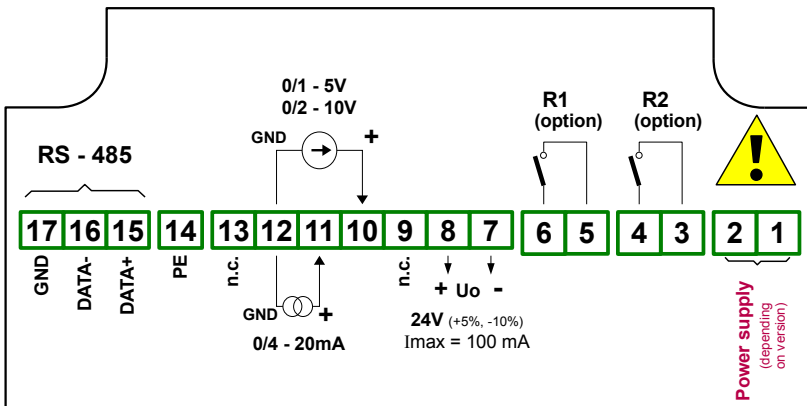 0/1 - 5V
0/2 - 10V
GND
+
R1
(option)
R2
(option)
!
RS - 485
17 16 15 14 13 12 11 10 9 8 7 6 5 4 3 2 1
GND
DATA-
DATA+
PE
n.c.
GND
+
0/4 - 20mA
n.c.
+ Uo -
24V (+5%, -10%)
Imax = 100 mA
Power supply
(depending
on version)